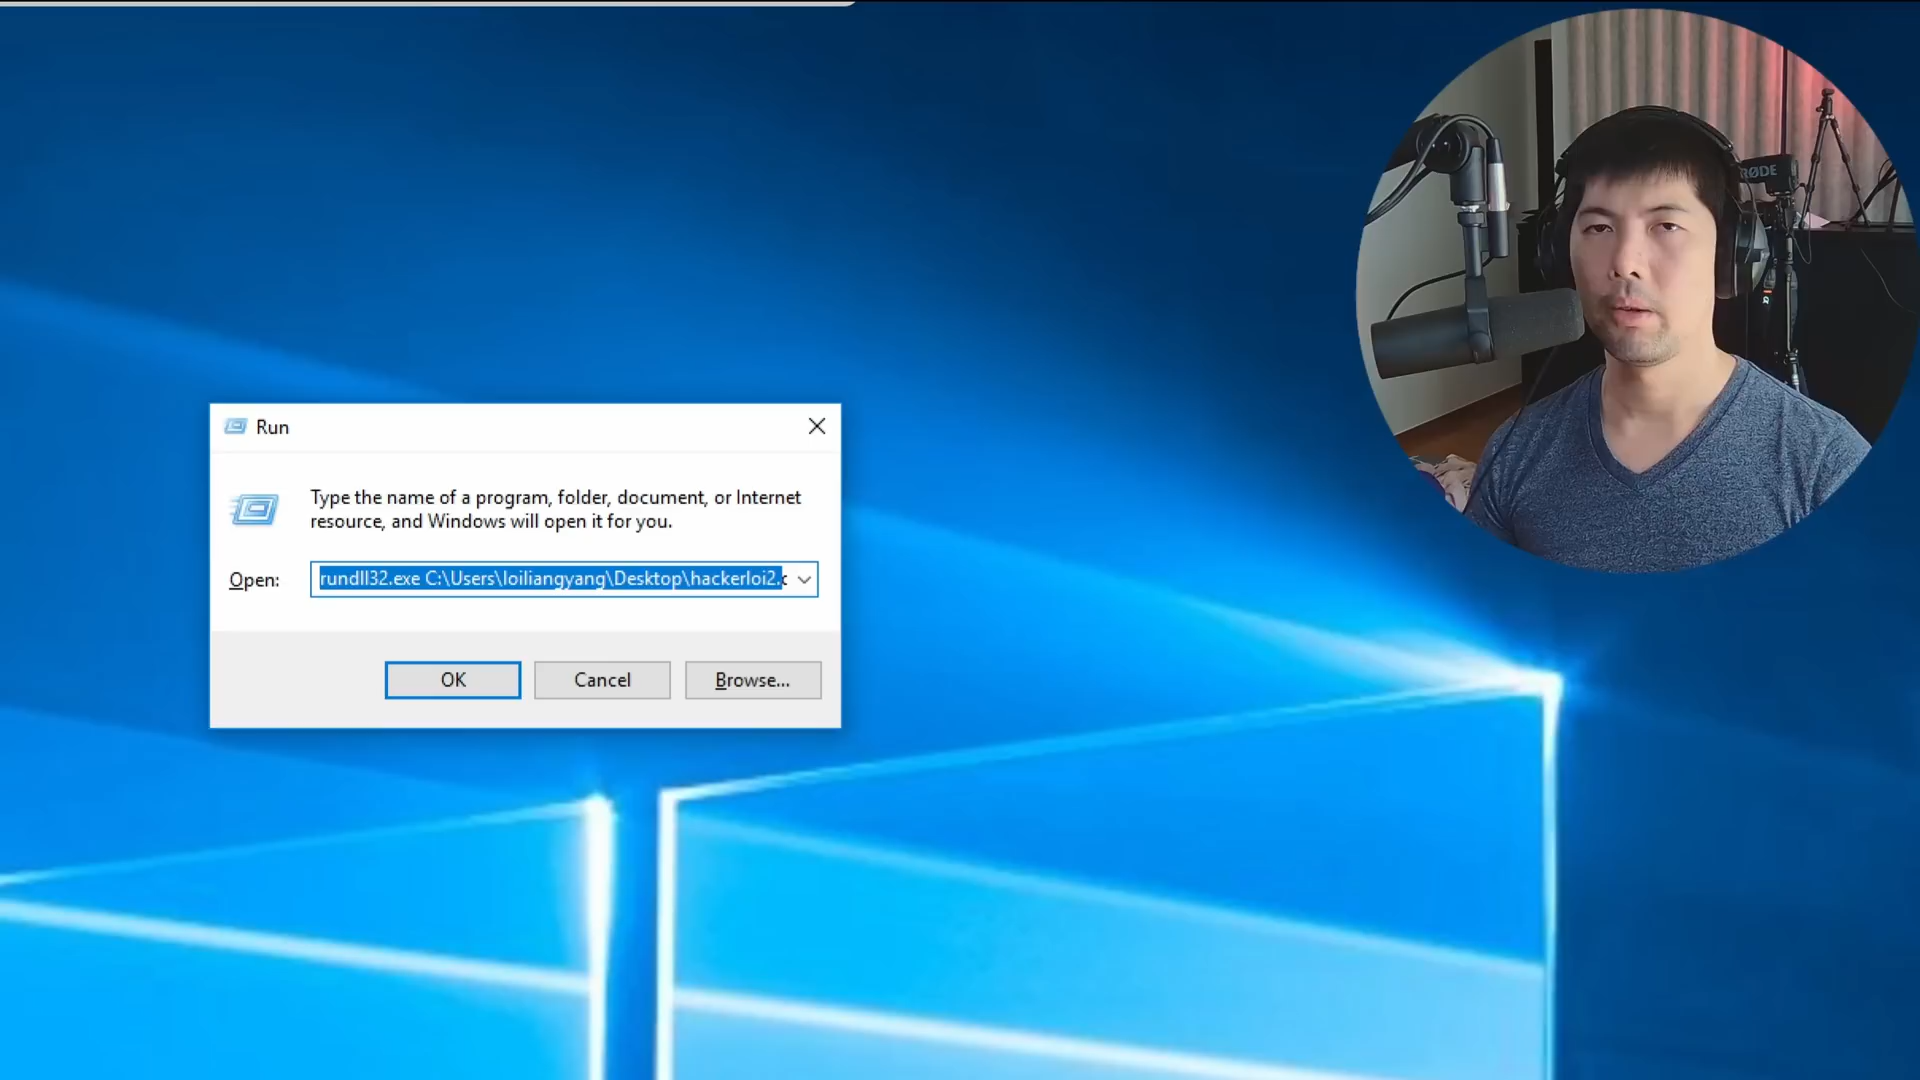 RØDE
Run
Type the name of a program, folder, document, or Internet
resource, and Windows will open it for you.
Open:
rundll32.exe C:\Users\loiliangyang\Desktop\hackerloi2.
OK
Cancel
Browse...